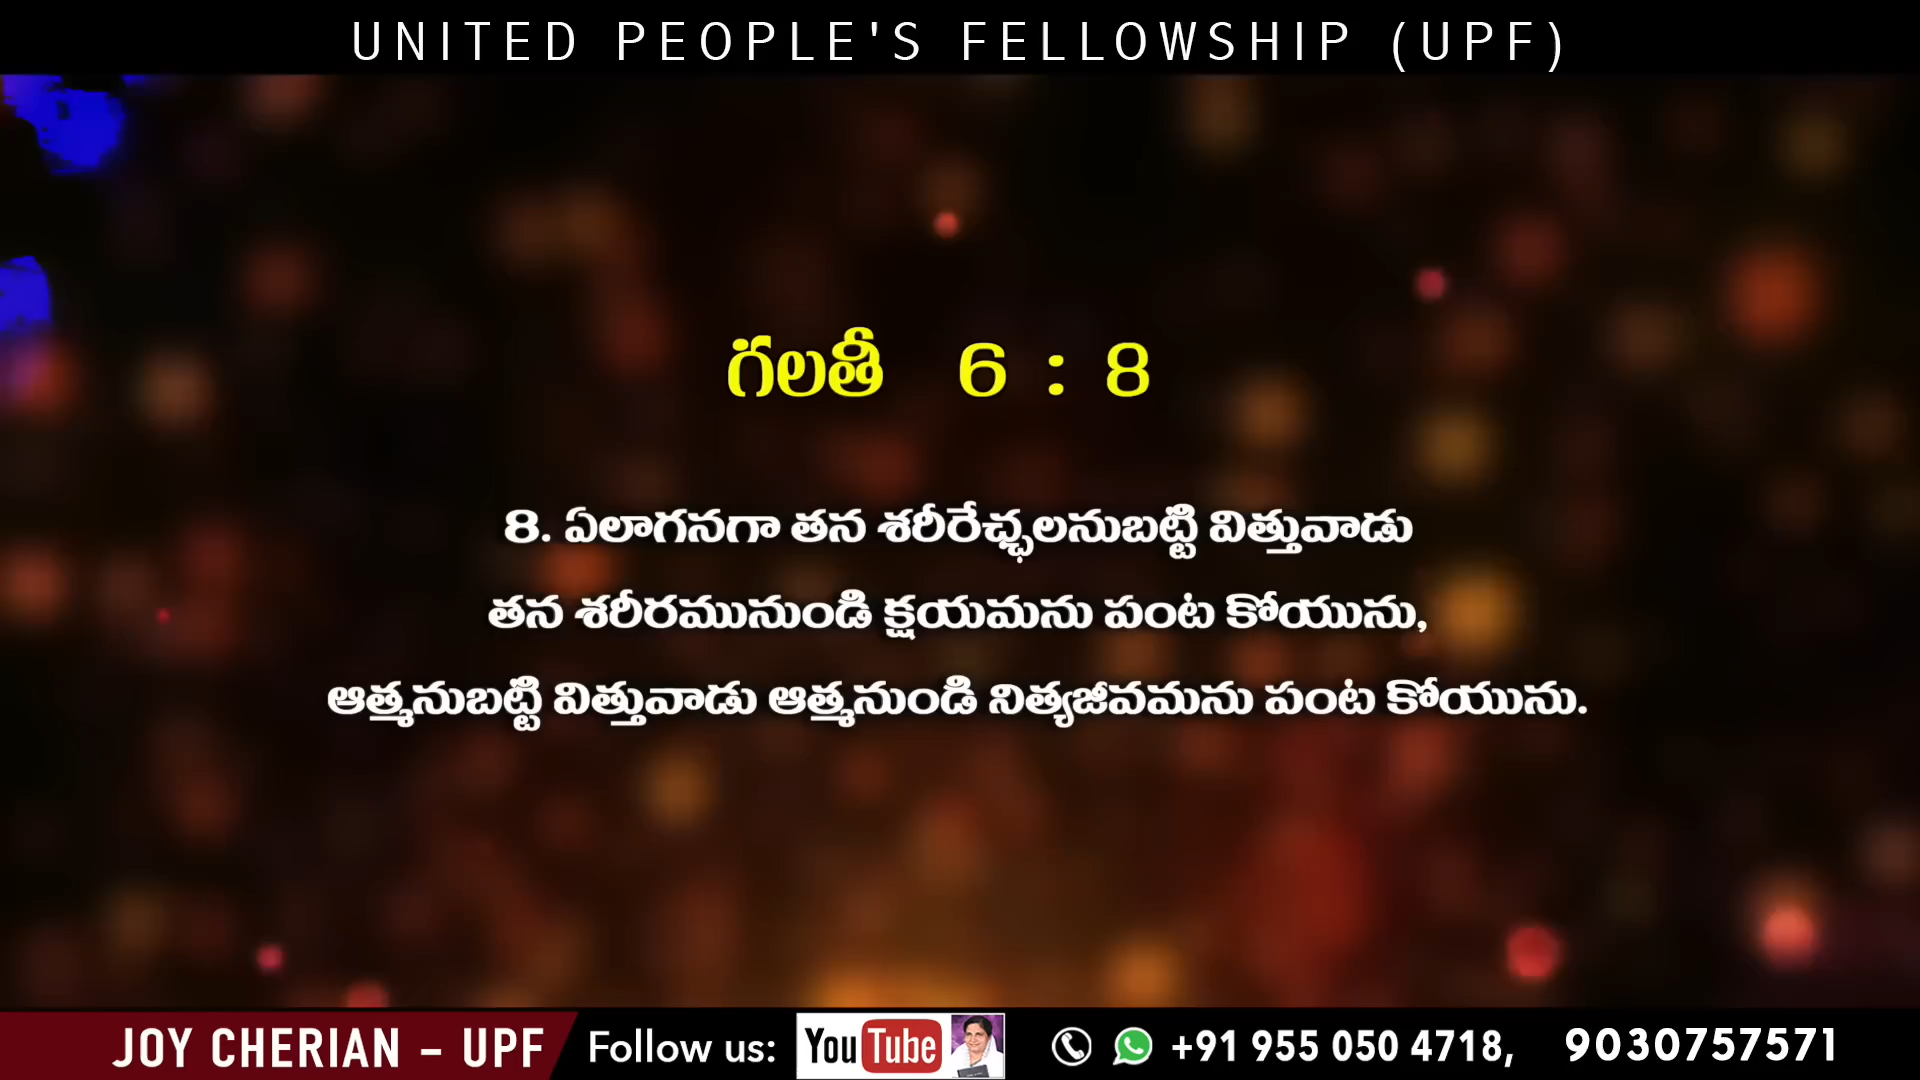 UNITED PEOPLE'S FELLOWSHIP (UPF)
గలతీ 6 : 8
8. ఏలాగనగా తన శరీరేచ్ఛలనుబట్టి విత్తువాడు
తన శరీరమునుండి క్షయమను పంట కోయును,
ఆత్మనుబట్టి విత్తువాడు ఆత్మనుండి నిత్యజీవమను పంట కోయును.
JOY CHERIAN – UPF Follow us: YouTube +91 955 050 4718, 9030757571